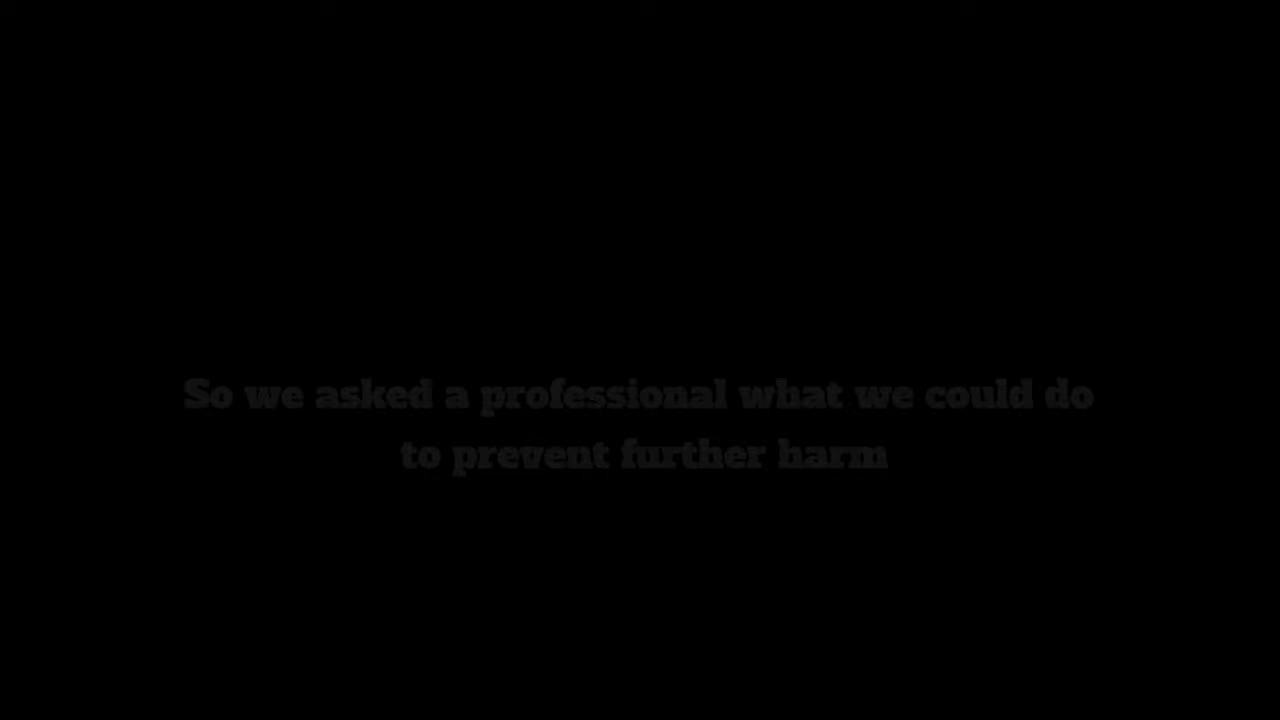 So we asked a professional what we could do
to prevent further harm